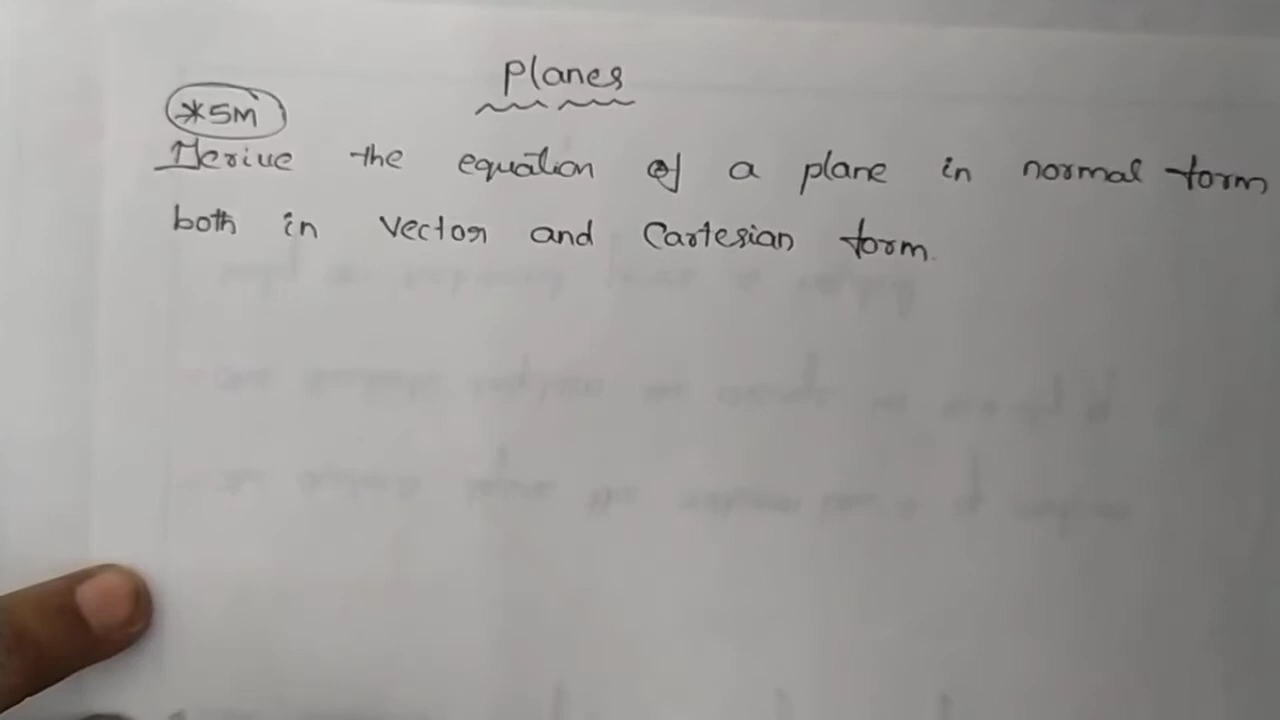 Planes
*5M
Derive the equation of a plane in normal form
both in vector and Cartesian form.